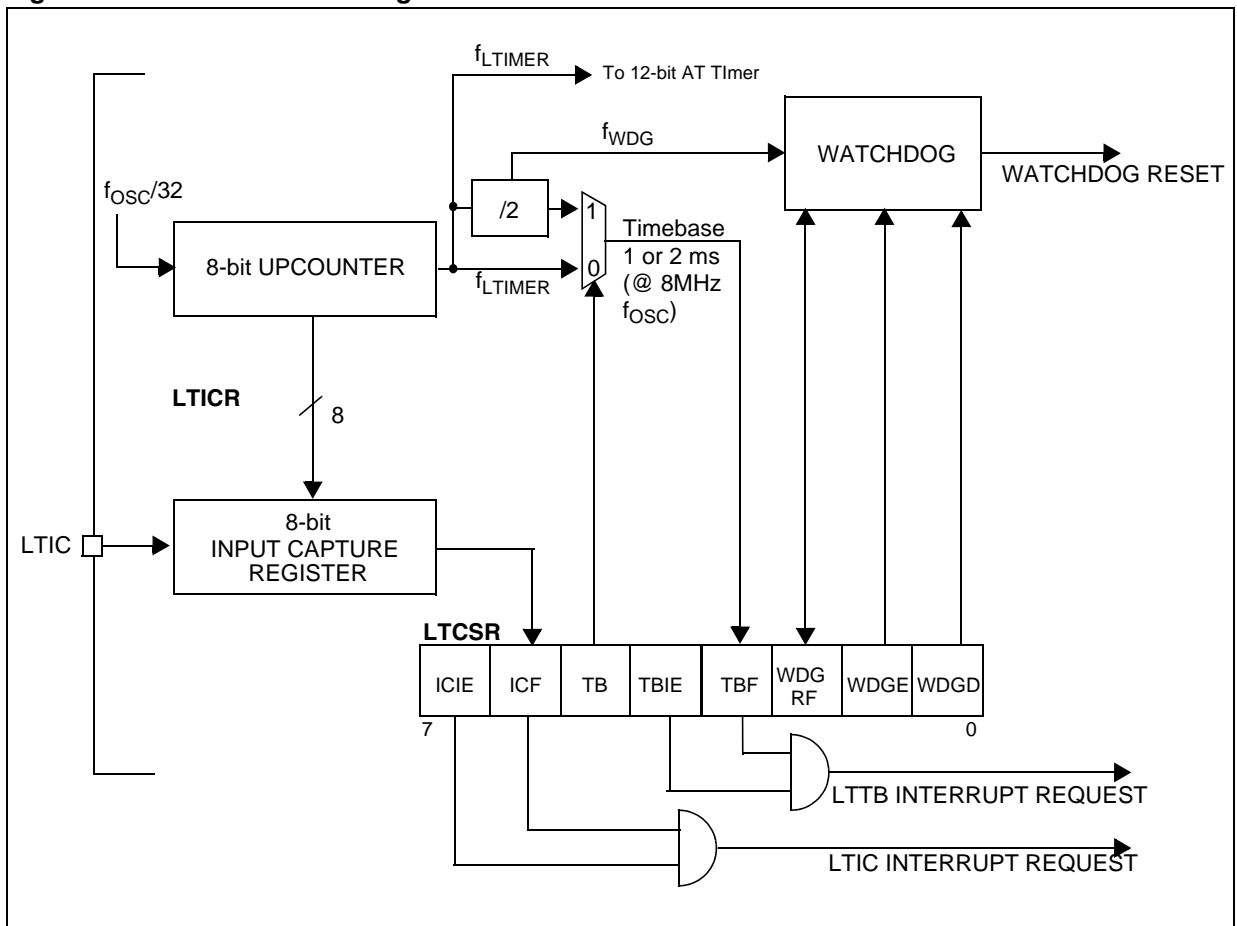 fLTIMER
To 12-bit AT TImer
fWDG
WATCHDOG
WATCHDOG RESET
fOSC/32
/2
1
Timebase
1 or 2 ms
(@ 8MHz
fOSC)
0
8-bit UPCOUNTER
fLTIMER
LTICR
8
LTIC
8-bit
INPUT CAPTURE
REGISTER
LTCSR
ICIE
ICF
TB
TBIE
TBF
WDG
RF
WDGE
WDGD
7
0
LTTB INTERRUPT REQUEST
LTIC INTERRUPT REQUEST